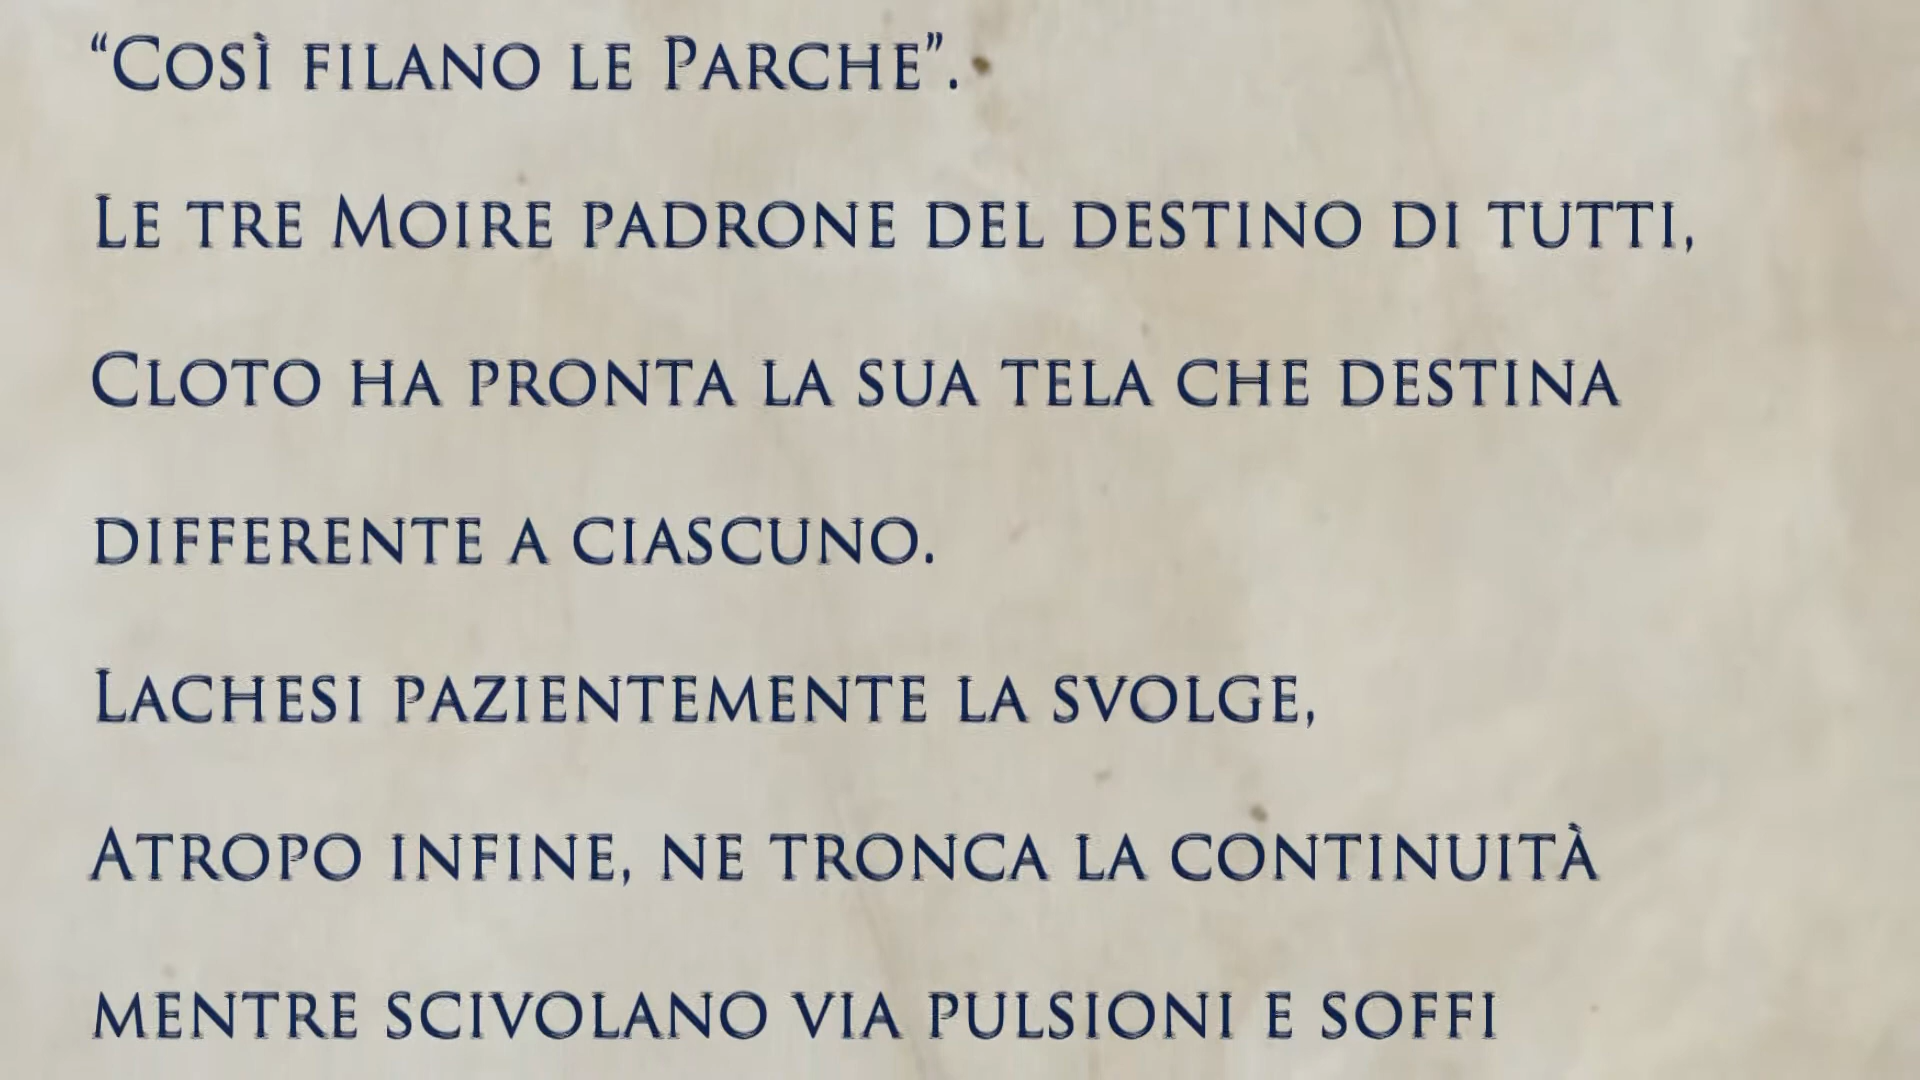 “Così filano le Parche”.
Le tre Moire padrone del destino di tutti,
Cloto ha pronta la sua tela che destina
differente a ciascuno.
Lachesi pazientemente la svolge,
Atropo infine, ne tronca la continuità
mentre scivolano via pulsioni e soffi